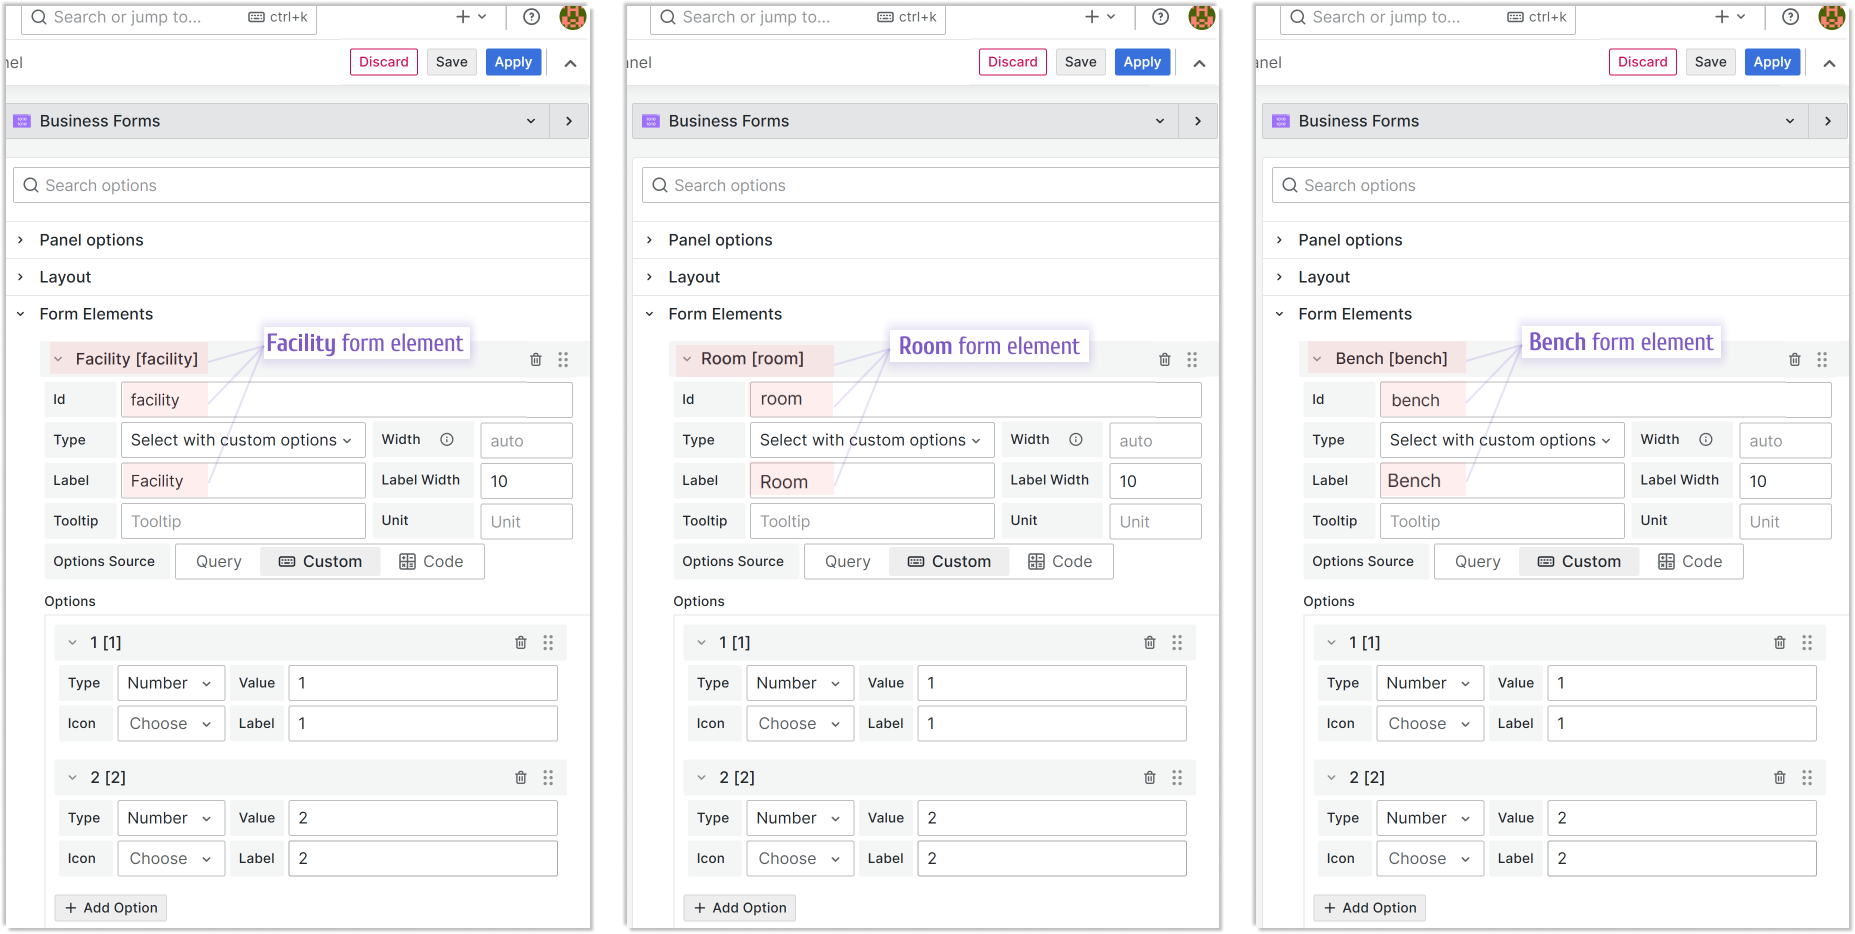 Search or jump to...
ctrl+k
nel
Discard
Save
Apply
Business Forms
Search options
Panel options
Layout
Form Elements
Facility form element
Facility [facility]
Id
facility
Type
Select with custom options
Width
auto
Label
Facility
Label Width
10
Tooltip
Tooltip
Unit
Unit
Options Source
Query
Custom
Code
Options
1 [1]
Type
Number
Value
1
Icon
Choose
Label
1
2 [2]
Type
Number
Value
2
Icon
Choose
Label
2
+ Add Option
Search or jump to...
ctrl+k
nel
Discard
Save
Apply
Business Forms
Search options
Panel options
Layout
Form Elements
Room form element
Room [room]
Id
room
Type
Select with custom options
Width
auto
Label
Room
Label Width
10
Tooltip
Tooltip
Unit
Unit
Options Source
Query
Custom
Code
Options
1 [1]
Type
Number
Value
1
Icon
Choose
Label
1
2 [2]
Type
Number
Value
2
Icon
Choose
Label
2
+ Add Option
Search or jump to...
ctrl+k
anel
Discard
Save
Apply
Business Forms
Search options
Panel options
Layout
Form Elements
Bench form element
Bench [bench]
Id
bench
Type
Select with custom options
Width
auto
Label
Bench
Label Width
10
Tooltip
Tooltip
Unit
Unit
Options Source
Query
Custom
Code
Options
1 [1]
Type
Number
Value
1
Icon
Choose
Label
1
2 [2]
Type
Number
Value
2
Icon
Choose
Label
2
+ Add Option